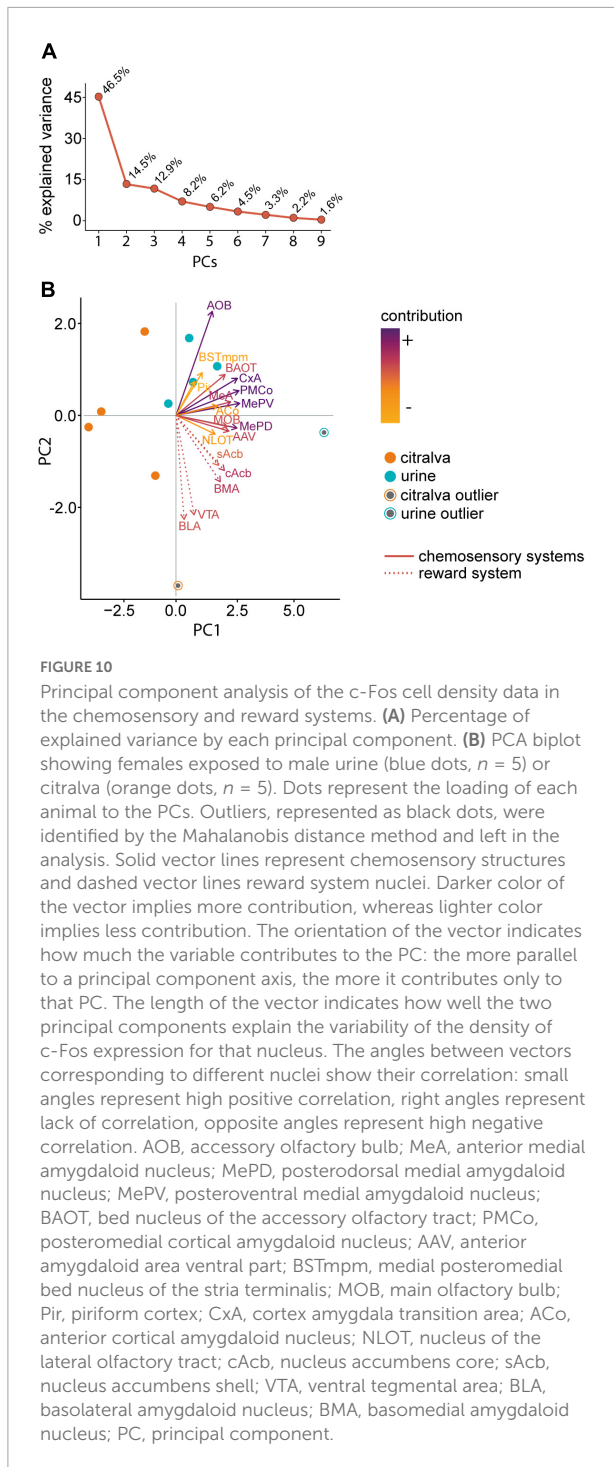 A
% explained variance
45
30
15
0
46.5%
14.5%
12.9%
8.2%
6.2%
4.5%
3.3%
2.2%
1.6%
1 2 3 4 5 6 7 8 9
PCs
B
PC2
2.0
0.0
-2.0
AOB
BSTmpm
BAOT
CxA
Pir
PMCo
MeA
MePV
ACo
MOB
MePD
AAV
NLOT
sAcb
cAcb
BMA
VTA
BLA
−2.5 0.0 2.5 5.0
PC1
contribution
+
-
citralva
urine
citralva outlier
urine outlier
chemosensory systems
reward system
FIGURE 10
Principal component analysis of the c-Fos cell density data in
the chemosensory and reward systems. (A) Percentage of
explained variance by each principal component. (B) PCA biplot
showing females exposed to male urine (blue dots, n = 5) or
citralva (orange dots, n = 5). Dots represent the loading of each
animal to the PCs. Outliers, represented as black dots, were
identified by the Mahalanobis distance method and left in the
analysis. Solid vector lines represent chemosensory structures
and dashed vector lines reward system nuclei. Darker color of
the vector implies more contribution, whereas lighter color
implies less contribution. The orientation of the vector indicates
how much the variable contributes to the PC: the more parallel
to a principal component axis, the more it contributes only to
that PC. The length of the vector indicates how well the two
principal components explain the variability of the density of
c-Fos expression for that nucleus. The angles between vectors
corresponding to different nuclei show their correlation: small
angles represent high positive correlation, right angles represent
lack of correlation, opposite angles represent high negative
correlation. AOB, accessory olfactory bulb; MeA, anterior medial
amygdaloid nucleus; MePD, posterodorsal medial amygdaloid
nucleus; MePV, posteroventral medial amygdaloid nucleus;
BAOT, bed nucleus of the accessory olfactory tract; PMCo,
posteromedial cortical amygdaloid nucleus; AAV, anterior
amygdaloid area ventral part; BSTmpm, medial posteromedial
bed nucleus of the stria terminalis; MOB, main olfactory bulb;
Pir, piriform cortex; CxA, cortex amygdala transition area; ACo,
anterior cortical amygdaloid nucleus; NLOT, nucleus of the
lateral olfactory tract; cAcb, nucleus accumbens core; sAcb,
nucleus accumbens shell; VTA, ventral tegmental area; BLA,
basolateral amygdaloid nucleus; BMA, basomedial amygdaloid
nucleus; PC, principal component.